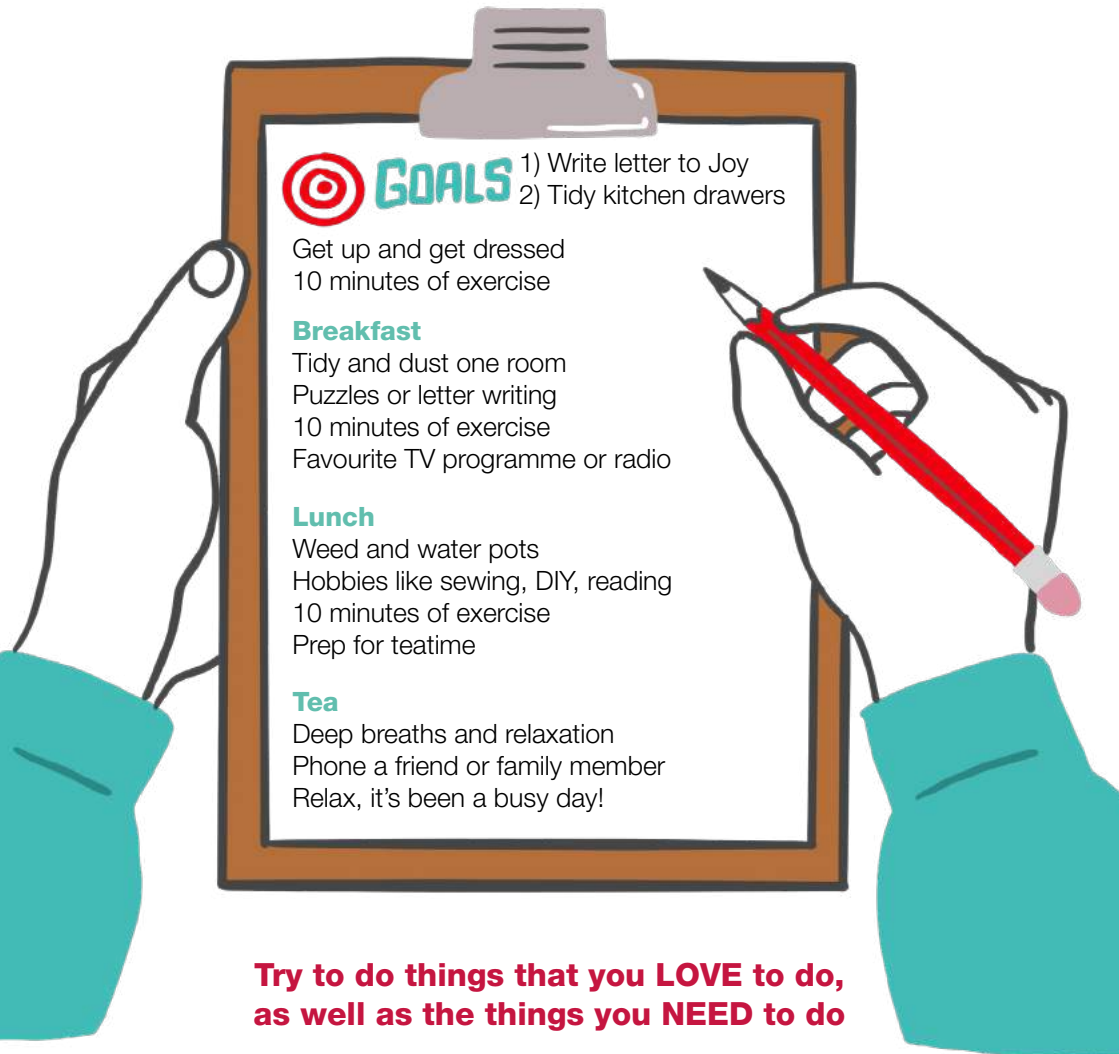 GOALS 1) Write letter to Joy
2) Tidy kitchen drawers
Get up and get dressed
10 minutes of exercise
Breakfast
Tidy and dust one room
Puzzles or letter writing
10 minutes of exercise
Favourite TV programme or radio
Lunch
Weed and water pots
Hobbies like sewing, DIY, reading
10 minutes of exercise
Prep for teatime
Tea
Deep breaths and relaxation
Phone a friend or family member
Relax, it's been a busy day!
Try to do things that you LOVE to do,
as well as the things you NEED to do